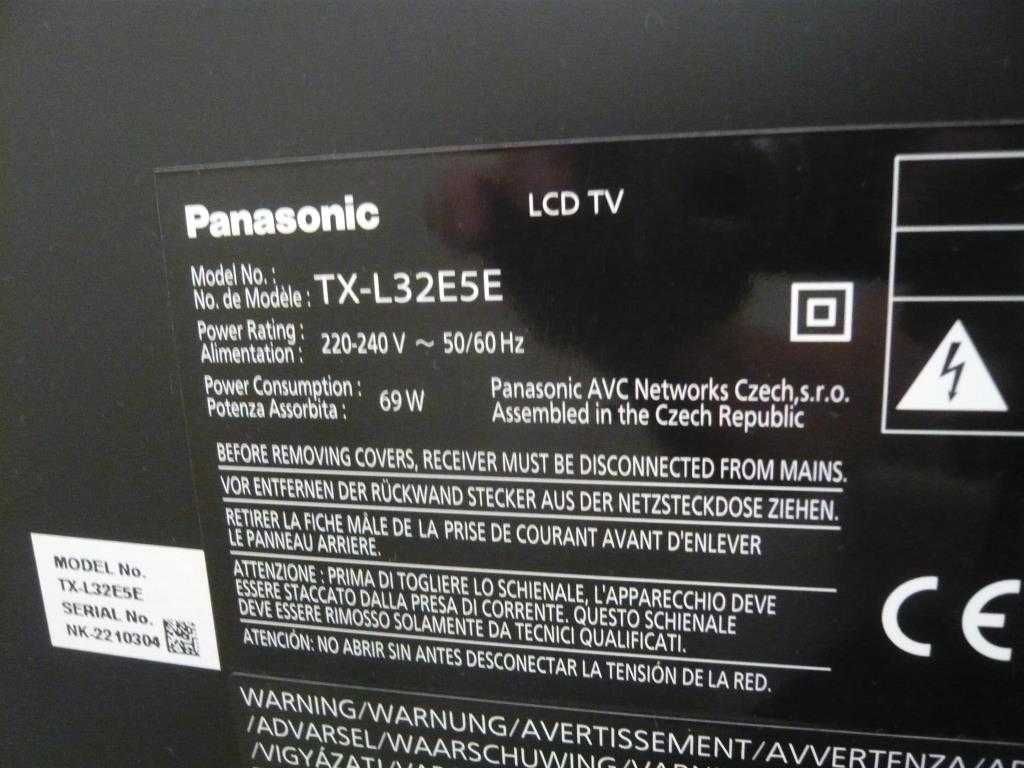 Panasonic
LCD TV
Model No. :
No. de Modèle : TX-L32E5E
Power Rating :
Alimentation : 220-240 V ~ 50/60 Hz
Power Consumption :
Potenza Assorbita : 69 W
Panasonic AVC Networks Czech,s.r.o.
Assembled in the Czech Republic
BEFORE REMOVING COVERS, RECEIVER MUST BE DISCONNECTED FROM MAINS.
VOR ENTFERNEN DER RÜCKWAND STECKER AUS DER NETZSTECKDOSE ZIEHEN.
RETIRER LA FICHE MÂLE DE LA PRISE DE COURANT AVANT D'ENLEVER
LE PANNEAU ARRIERE.
ATTENZIONE : PRIMA DI TOGLIERE LO SCHIENALE, L'APPARECCHIO DEVE
ESSERE STACCATO DALLA PRESA DI CORRENTE. QUESTO SCHIENALE
DEVE ESSERE RIMOSSO SOLAMENTE DA TECNICI QUALIFICATI.
ATENCIÓN: NO ABRIR SIN ANTES DESCONECTAR LA TENSIÓN DE LA RED.
CE
MODEL No.
TX-L32E5E
SERIAL No.
NK-2210304
WARNING/WARNUNG/AVERTISSEMENT/AVVERTENZA/
/ADVARSEL/WAARSCHUWING/
/VIGYÁZAT!/